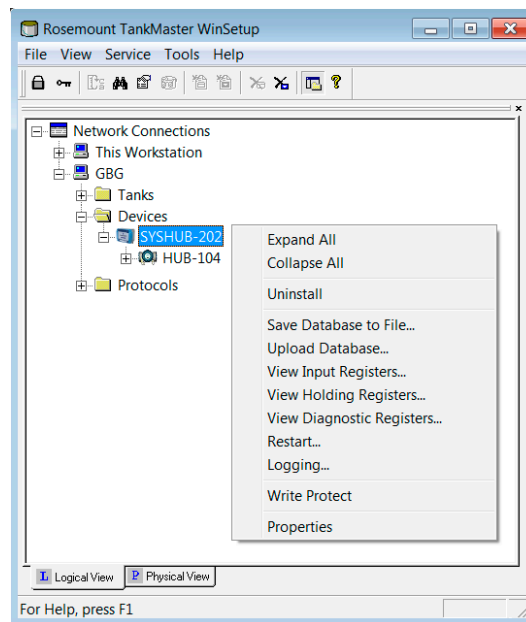 Rosemount TankMaster WinSetup
File View Service Tools Help
Network Connections
This Workstation
GBG
Tanks
Devices
SYSHUB-202
HUB-104
Protocols
Expand All
Collapse All
Uninstall
Save Database to File...
Upload Database...
View Input Registers...
View Holding Registers...
View Diagnostic Registers...
Restart...
Logging...
Write Protect
Properties
L Logical View P Physical View
For Help, press F1